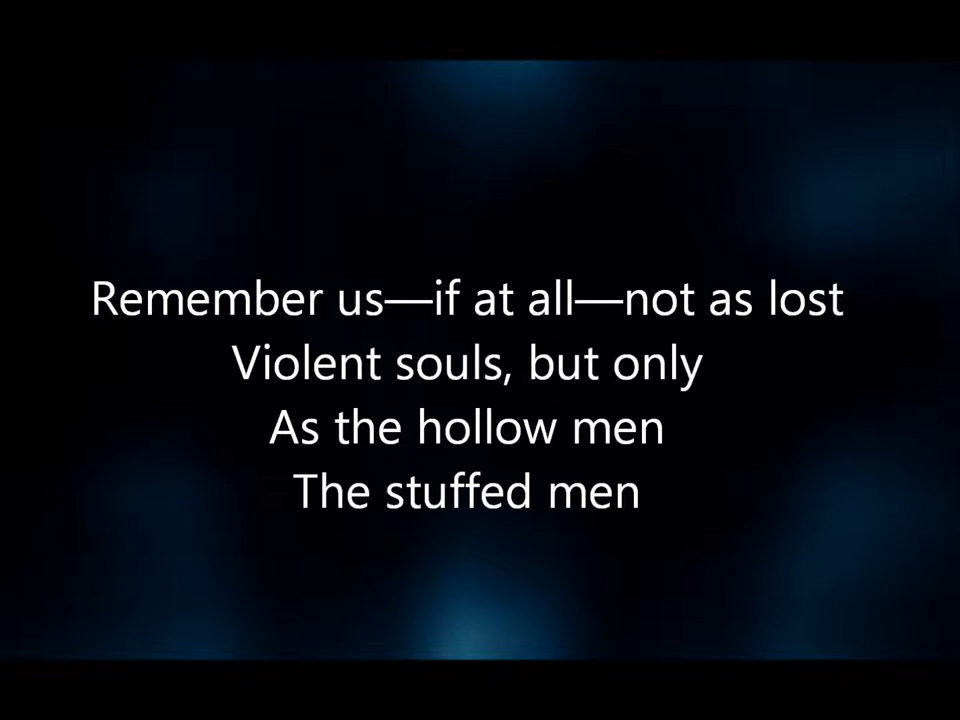 Remember us—if at all—not as lost
Violent souls, but only
As the hollow men
The stuffed men